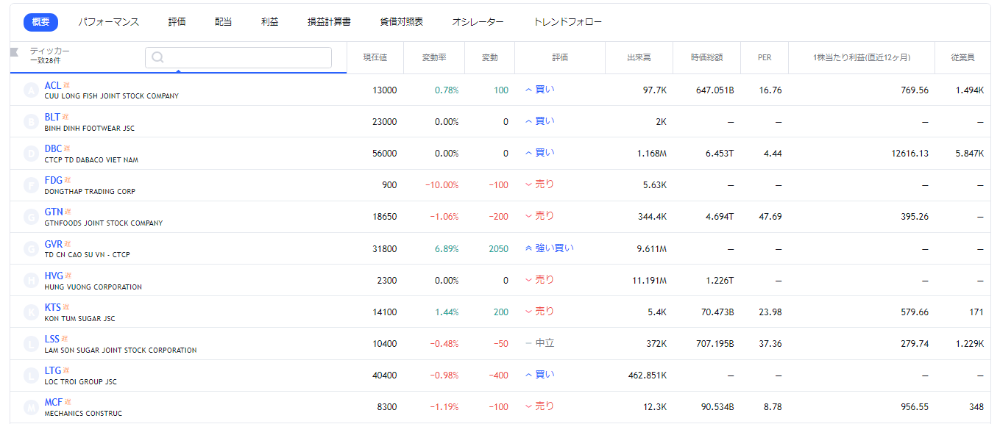 概要 パフォーマンス 評価 配当 利益 損益計算書 貸借対照表 オシレーター トレンドフォロー
ティッカー 現在値 変動率 変動 評価 出来高 時価総額 PER 1株当たり利益(直近12ヶ月) 従業員
一致28件
A ACL 遅 13000 0.78% 100 買い 97.7K 647.051B 16.76 769.56 1.494K
CUU LONG FISH JOINT STOCK COMPANY
B BLT 遅 23000 0.00% 0 買い 2K — — — —
BINH DINH FOOTWEAR JSC
D DBC 遅 56000 0.00% 0 買い 1.168M 6.453T 4.44 12616.13 5.847K
CTCP TD DABACO VIET NAM
F FDG 遅 900 −10.00% −100 売り 5.63K — — — —
DONGTHAP TRADING CORP
G GTN 遅 18650 −1.06% −200 売り 344.4K 4.694T 47.69 395.26 —
GTNFOODS JOINT STOCK COMPANY
G GVR 遅 31800 6.89% 2050 強い買い 9.611M — — — —
TD CN CAO SU VN - CTCP
H HVG 遅 2300 0.00% 0 売り 11.191M 1.226T — — —
HUNG VUONG CORPORATION
K KTS 遅 14100 1.44% 200 売り 5.4K 70.473B 23.98 579.66 171
KON TUM SUGAR JSC
L LSS 遅 10400 −0.48% −50 — 中立 372K 707.195B 37.36 279.74 1.229K
LAM SON SUGAR JOINT STOCK CORPORATION
L LTG 遅 40400 −0.98% −400 買い 462.851K — — — —
LOC TROI GROUP JSC
M MCF 遅 8300 −1.19% −100 売り 12.3K 90.534B 8.78 956.55 348
MECHANICS CONSTRUC